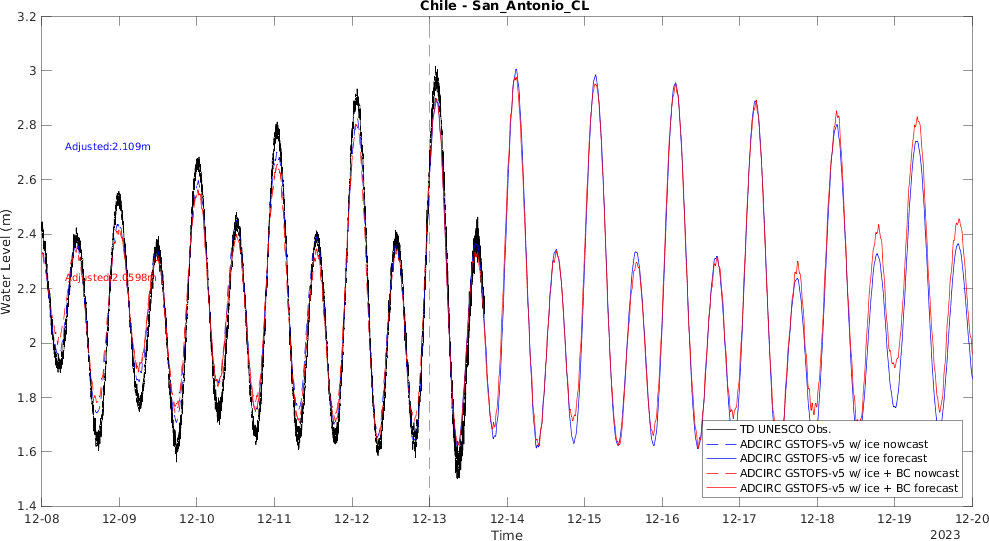 Chile - San_Antonio_CL
3.2
3
2.8
2.6
2.4
2.2
2
1.8
1.6
1.4
Water Level (m)
Adjusted:2.109m
Adjusted:2.0598m
TD UNESCO Obs.
ADCIRC GSTOFS-v5 w/ ice nowcast
ADCIRC GSTOFS-v5 w/ ice forecast
ADCIRC GSTOFS-v5 w/ ice + BC nowcast
ADCIRC GSTOFS-v5 w/ ice + BC forecast
12-08 12-09 12-10 12-11 12-12 12-13 12-14 12-15 12-16 12-17 12-18 12-19 12-20
Time
2023